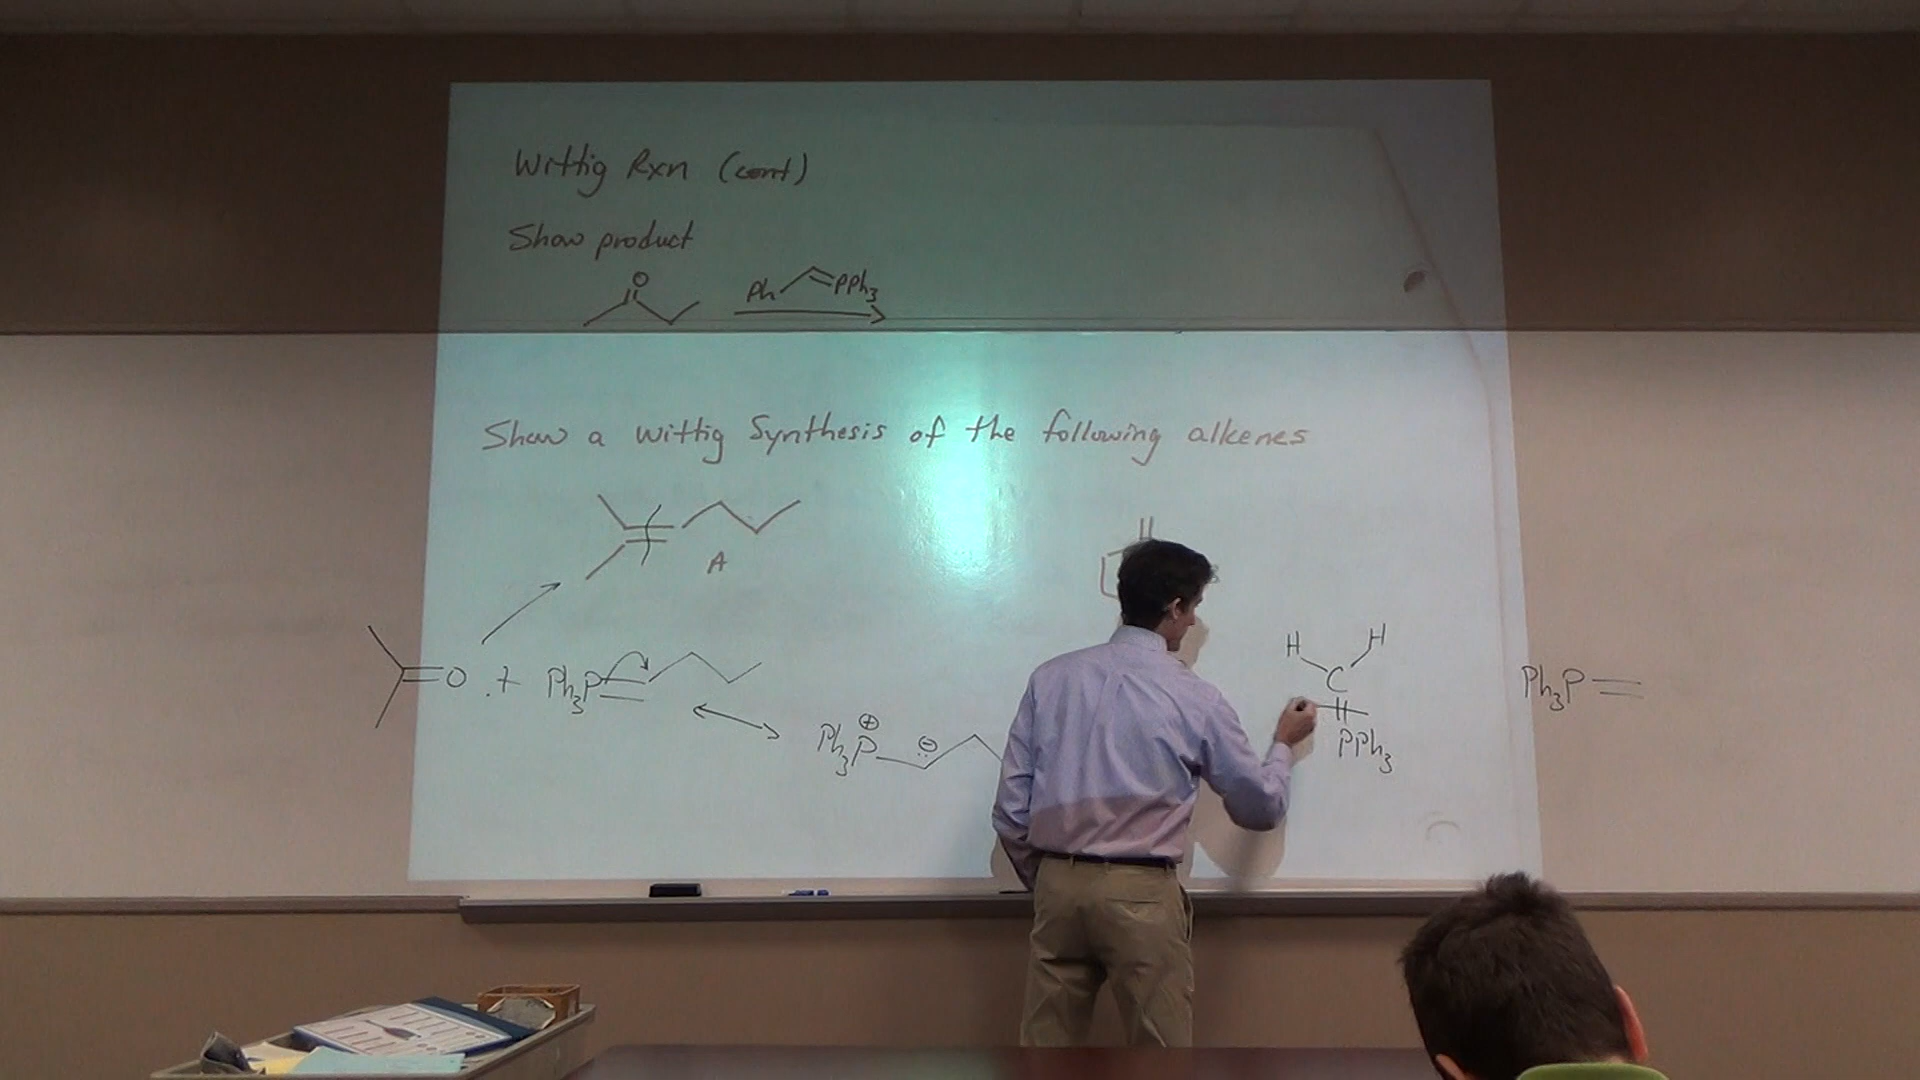 Wittig Rxn (cont)
Show product
O
Ph PPh3
Show a Wittig Synthesis of the following alkenes
A
O + Ph3P
Ph3P ⊕ ⊖
H H
C
PPh3
Ph3P